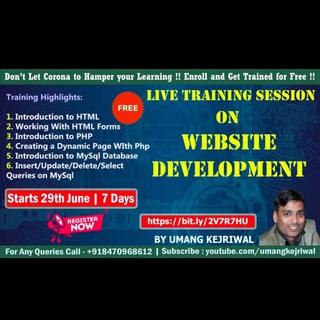 Don't Let Corona to Hamper your Learning !! Enroll and Get Trained for Free !!
Training Highlights:
1. Introduction to HTML
2. Working With HTML Forms
3. Introduction to PHP
4. Creating a Dynamic Page WIth Php
5. Introduction to MySql Database
6. Insert/Update/Delete/Select
Queries on MySql
FREE
LIVE TRAINING SESSION
ON
WEBSITE
DEVELOPMENT
Starts 29th June | 7 Days
REGISTER
NOW
https://bit.ly/2V7R7HU
BY UMANG KEJRIWAL
For Any Queries Call - +918470968612 | Subscribe : youtube.com/umangkejriwal